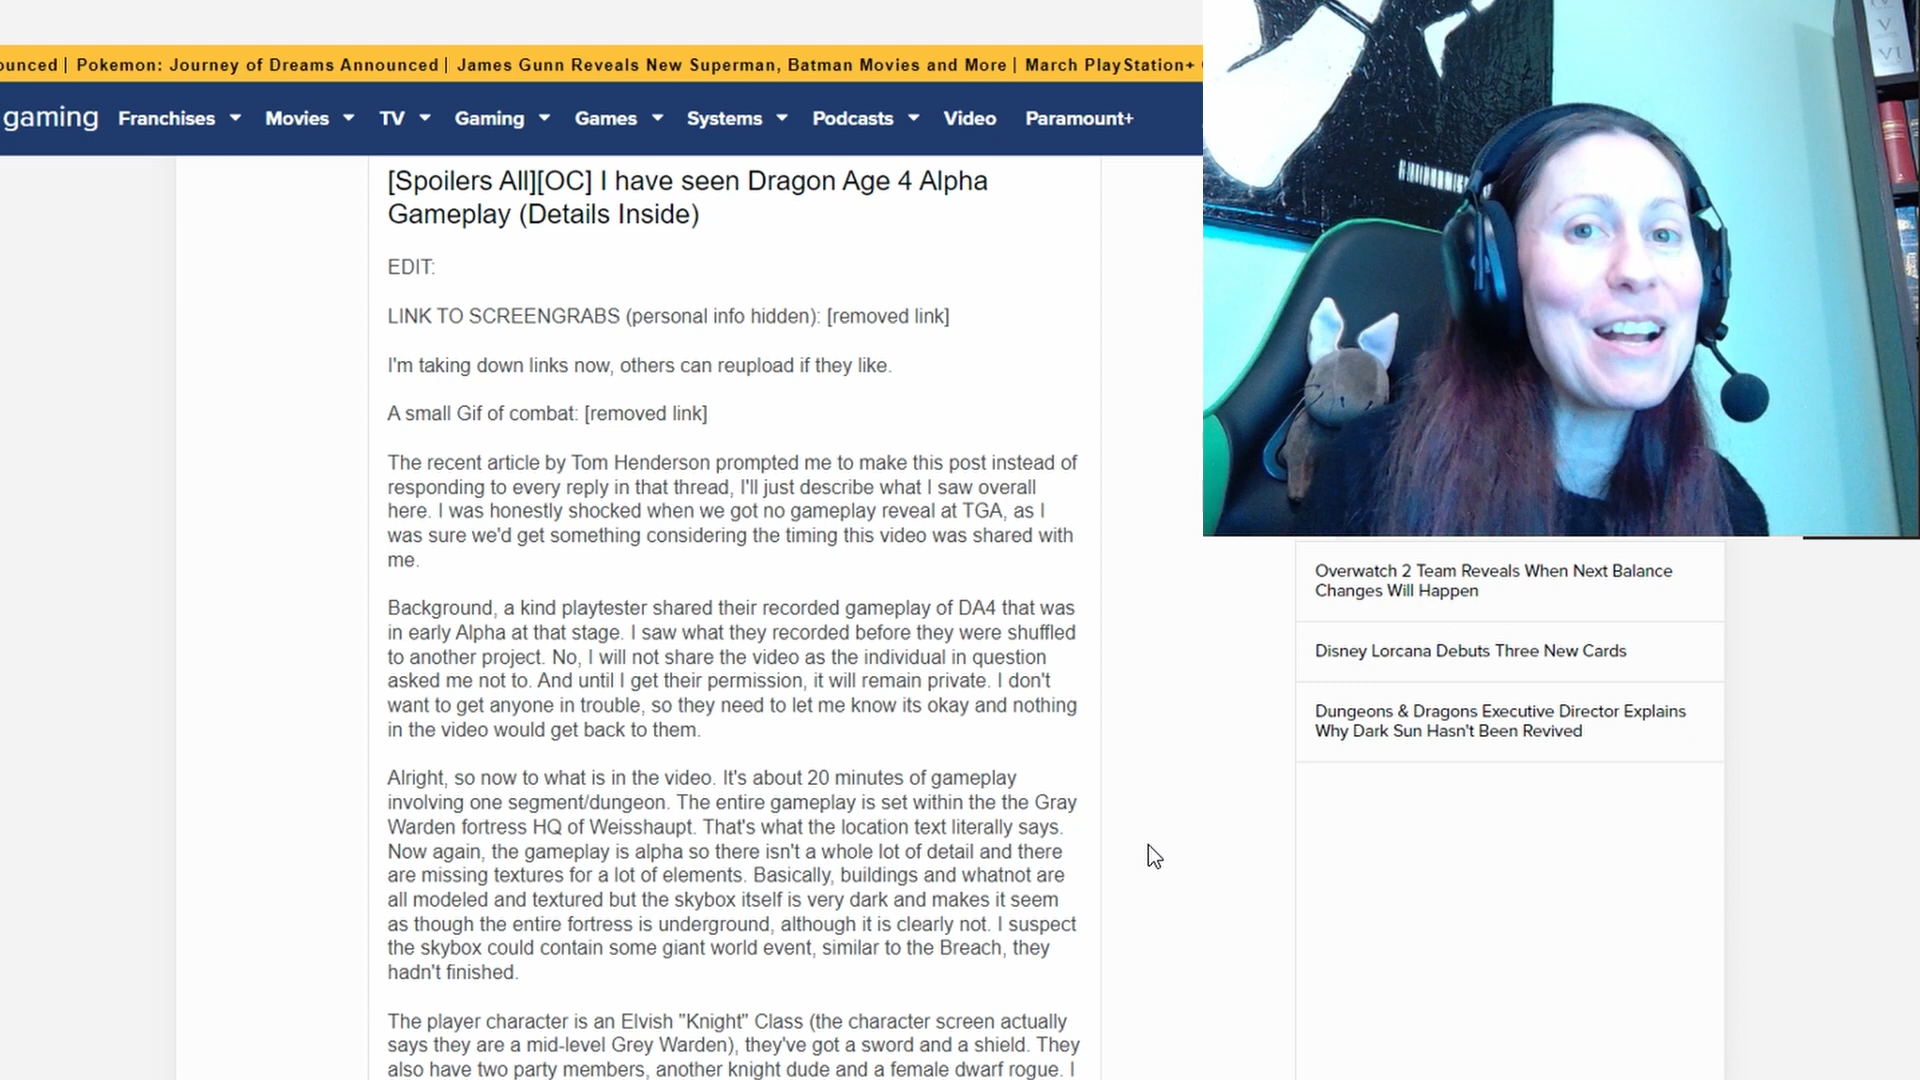 ounced | Pokemon: Journey of Dreams Announced | James Gunn Reveals New Superman, Batman Movies and More | March PlayStation+
gaming Franchises Movies TV Gaming Games Systems Podcasts Video Paramount+
[Spoilers All][OC] I have seen Dragon Age 4 Alpha
Gameplay (Details Inside)
EDIT:
LINK TO SCREENGRABS (personal info hidden): [removed link]
I'm taking down links now, others can reupload if they like.
A small Gif of combat: [removed link]
The recent article by Tom Henderson prompted me to make this post instead of
responding to every reply in that thread, I'll just describe what I saw overall
here. I was honestly shocked when we got no gameplay reveal at TGA, as I
was sure we'd get something considering the timing this video was shared with
me.
Background, a kind playtester shared their recorded gameplay of DA4 that was
in early Alpha at that stage. I saw what they recorded before they were shuffled
to another project. No, I will not share the video as the individual in question
asked me not to. And until I get their permission, it will remain private. I don't
want to get anyone in trouble, so they need to let me know its okay and nothing
in the video would get back to them.
Alright, so now to what is in the video. It's about 20 minutes of gameplay
involving one segment/dungeon. The entire gameplay is set within the the Gray
Warden fortress HQ of Weisshaupt. That's what the location text literally says.
Now again, the gameplay is alpha so there isn't a whole lot of detail and there
are missing textures for a lot of elements. Basically, buildings and whatnot are
all modeled and textured but the skybox itself is very dark and makes it seem
as though the entire fortress is underground, although it is clearly not. I suspect
the skybox could contain some giant world event, similar to the Breach, they
hadn't finished.
The player character is an Elvish "Knight" Class (the character screen actually
says they are a mid-level Grey Warden), they've got a sword and a shield. They
also have two party members, another knight dude and a female dwarf rogue. I
IV
V
VI
Overwatch 2 Team Reveals When Next Balance
Changes Will Happen
Disney Lorcana Debuts Three New Cards
Dungeons & Dragons Executive Director Explains
Why Dark Sun Hasn't Been Revived